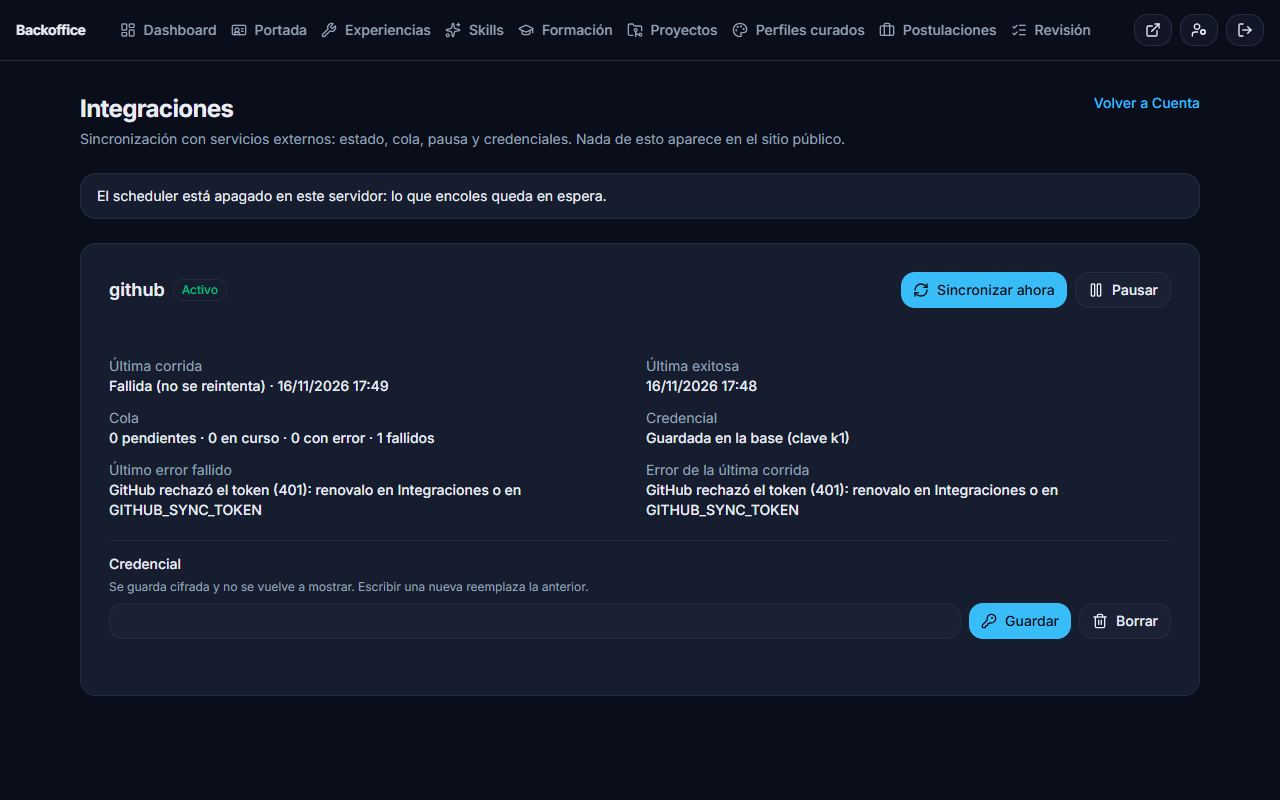 Backoffice
Dashboard
Portada
Experiencias
Skills
Formación
Proyectos
Perfiles curados
Postulaciones
Revisión
Integraciones
Volver a Cuenta
Sincronización con servicios externos: estado, cola, pausa y credenciales. Nada de esto aparece en el sitio público.
El scheduler está apagado en este servidor: lo que encoles queda en espera.
github
Activo
Sincronizar ahora
Pausar
Última corrida
Fallida (no se reintenta) · 16/11/2026 17:49
Última exitosa
16/11/2026 17:48
Cola
0 pendientes · 0 en curso · 0 con error · 1 fallidos
Credencial
Guardada en la base (clave k1)
Último error fallido
GitHub rechazó el token (401): renovalo en Integraciones o en
GITHUB_SYNC_TOKEN
Error de la última corrida
GitHub rechazó el token (401): renovalo en Integraciones o en
GITHUB_SYNC_TOKEN
Credencial
Se guarda cifrada y no se vuelve a mostrar. Escribir una nueva reemplaza la anterior.
Guardar
Borrar